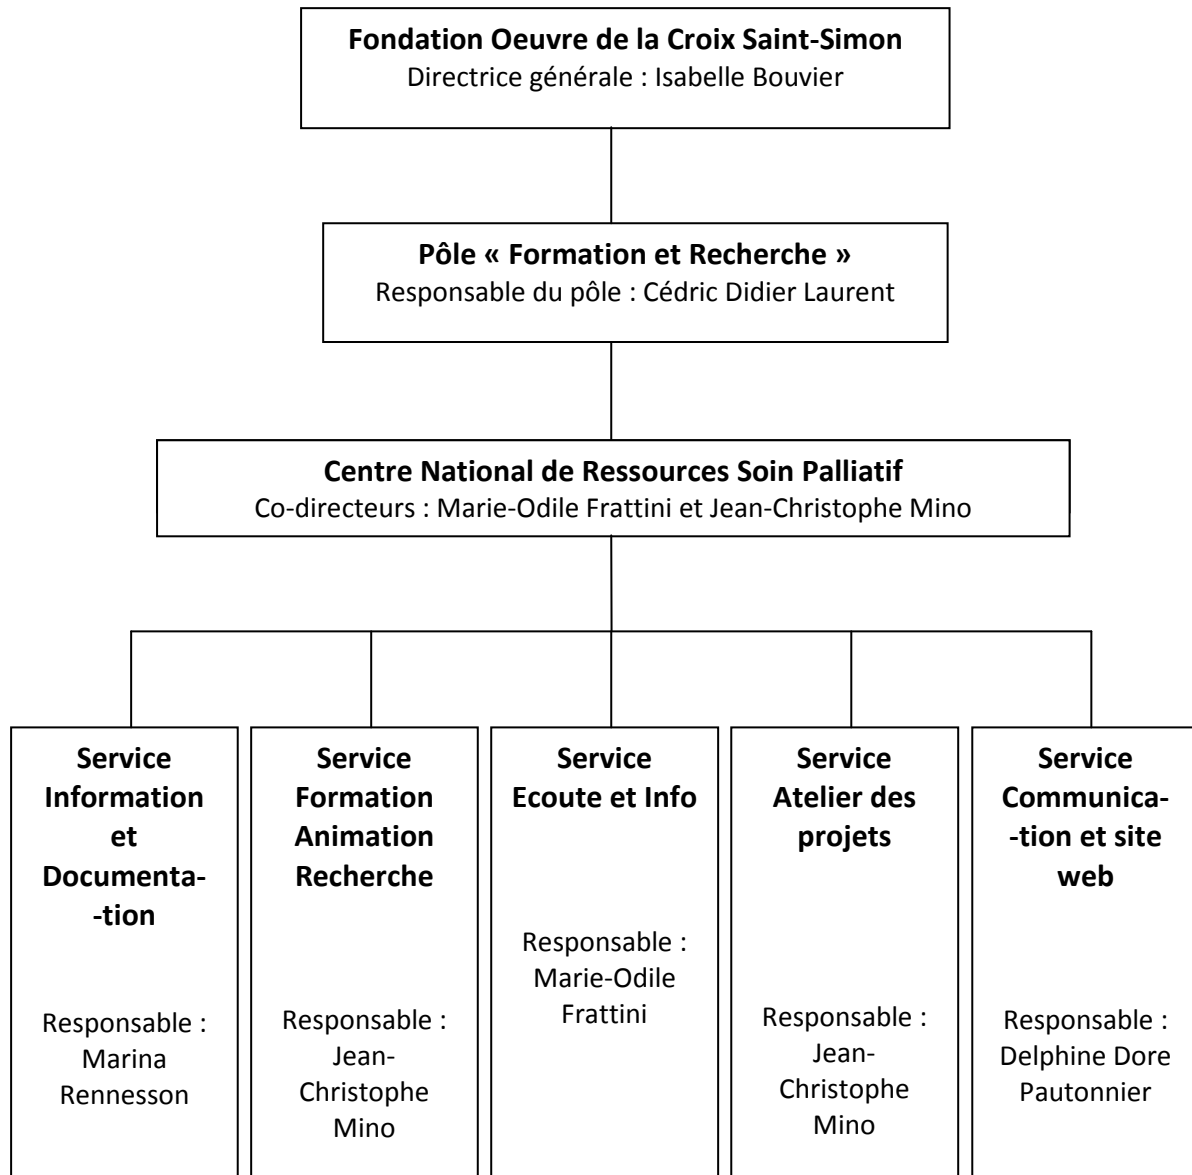 Fondation Oeuvre de la Croix Saint-Simon
Directrice générale : Isabelle Bouvier
Pôle « Formation et Recherche »
Responsable du pôle : Cédric Didier Laurent
Centre National de Ressources Soin Palliatif
Co-directeurs : Marie-Odile Frattini et Jean-Christophe Mino
Service
Information
et
Documenta-
-tion
Responsable :
Marina
Rennesson
Service
Formation
Animation
Recherche
Responsable :
Jean-
Christophe
Mino
Service
Ecoute et Info
Responsable :
Marie-Odile
Frattini
Service
Atelier des
projets
Responsable :
Jean-
Christophe
Mino
Service
Communica-
-tion et site
web
Responsable :
Delphine Dore
Pautonnier